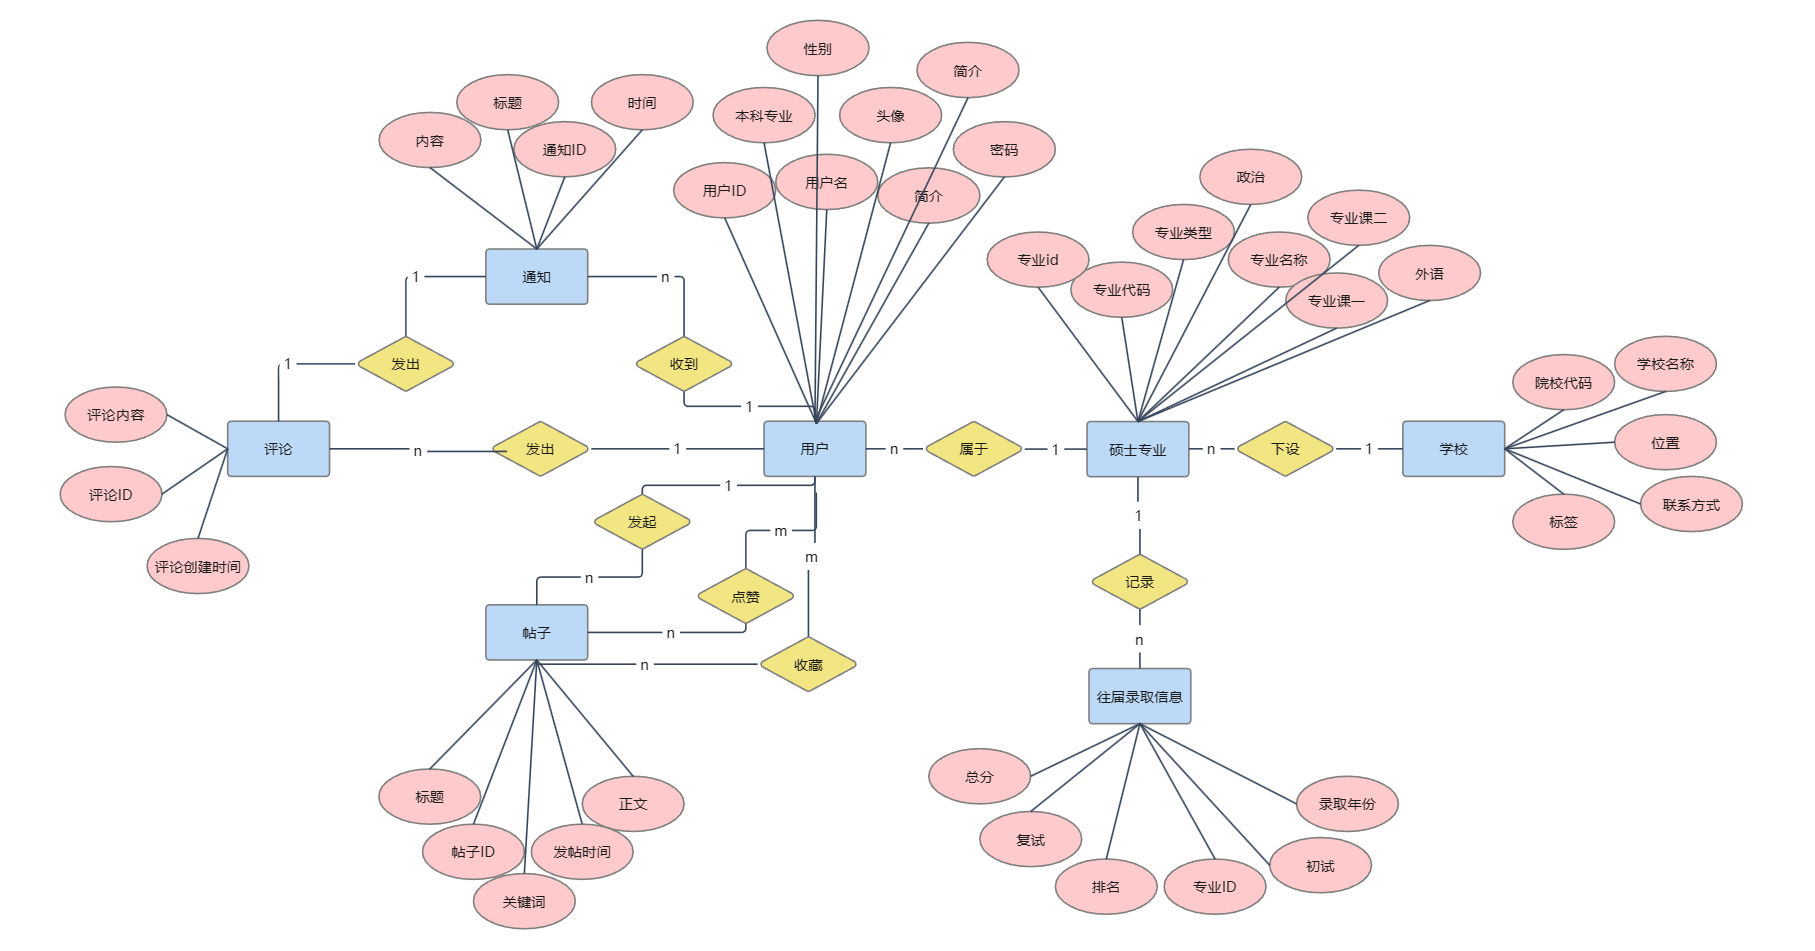 性别
简介
标题
时间
本科专业
头像
内容
通知ID
密码
用户ID
用户名
简介
政治
专业课二
专业类型
专业id
专业名称
外语
专业代码
专业课一
通知
1
n
发出
收到
1
1
学校名称
院校代码
评论内容
位置
评论
n
发出
1
用户
n
属于
1
硕士专业
n
下设
1
学校
评论ID
联系方式
标签
1
发起
m
m
1
评论创建时间
n
点赞
记录
帖子
n
n
收藏
n
往届录取信息
标题
正文
总分
录取年份
帖子ID
发帖时间
复试
初试
关键词
排名
专业ID